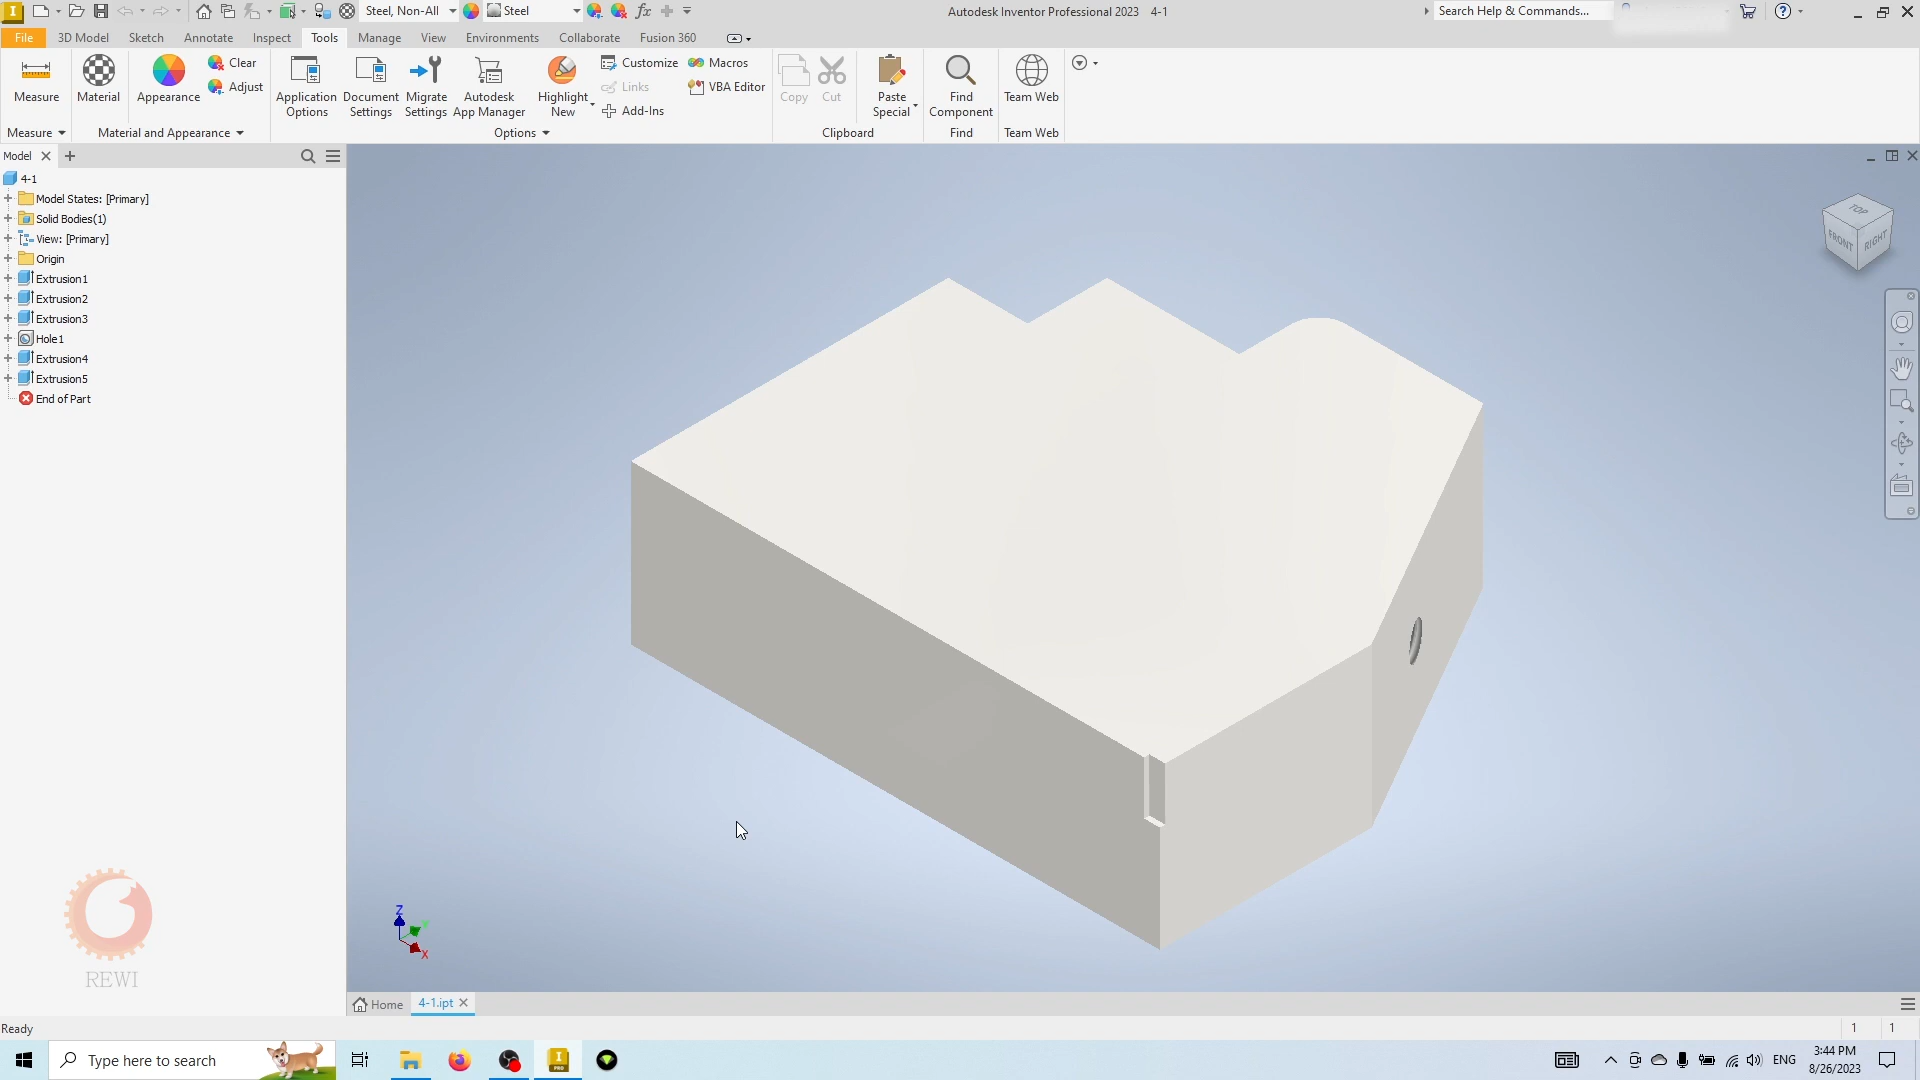 Steel, Non-All
Steel
fx
Autodesk Inventor Professional 2023   4-1
Search Help & Commands...
File
3D Model
Sketch
Annotate
Inspect
Tools
Manage
View
Environments
Collaborate
Fusion 360
Measure
Material
Appearance
Clear
Adjust
Application
Options
Document
Settings
Migrate
Settings
Autodesk
App Manager
Highlight
New
Customize
Links
Add-Ins
Macros
VBA Editor
Copy
Cut
Paste
Special
Find
Component
Team Web
Measure
Material and Appearance
Options
Clipboard
Find
Team Web
Model
4-1
Model States: [Primary]
Solid Bodies(1)
View: [Primary]
Origin
Extrusion1
Extrusion2
Extrusion3
Hole1
Extrusion4
Extrusion5
End of Part
TOP
FRONT
RIGHT
Z
Y
X
REWI
Home
4-1.ipt
Ready
1
1
Type here to search
I
PRO
ENG
3:44 PM
8/26/2023